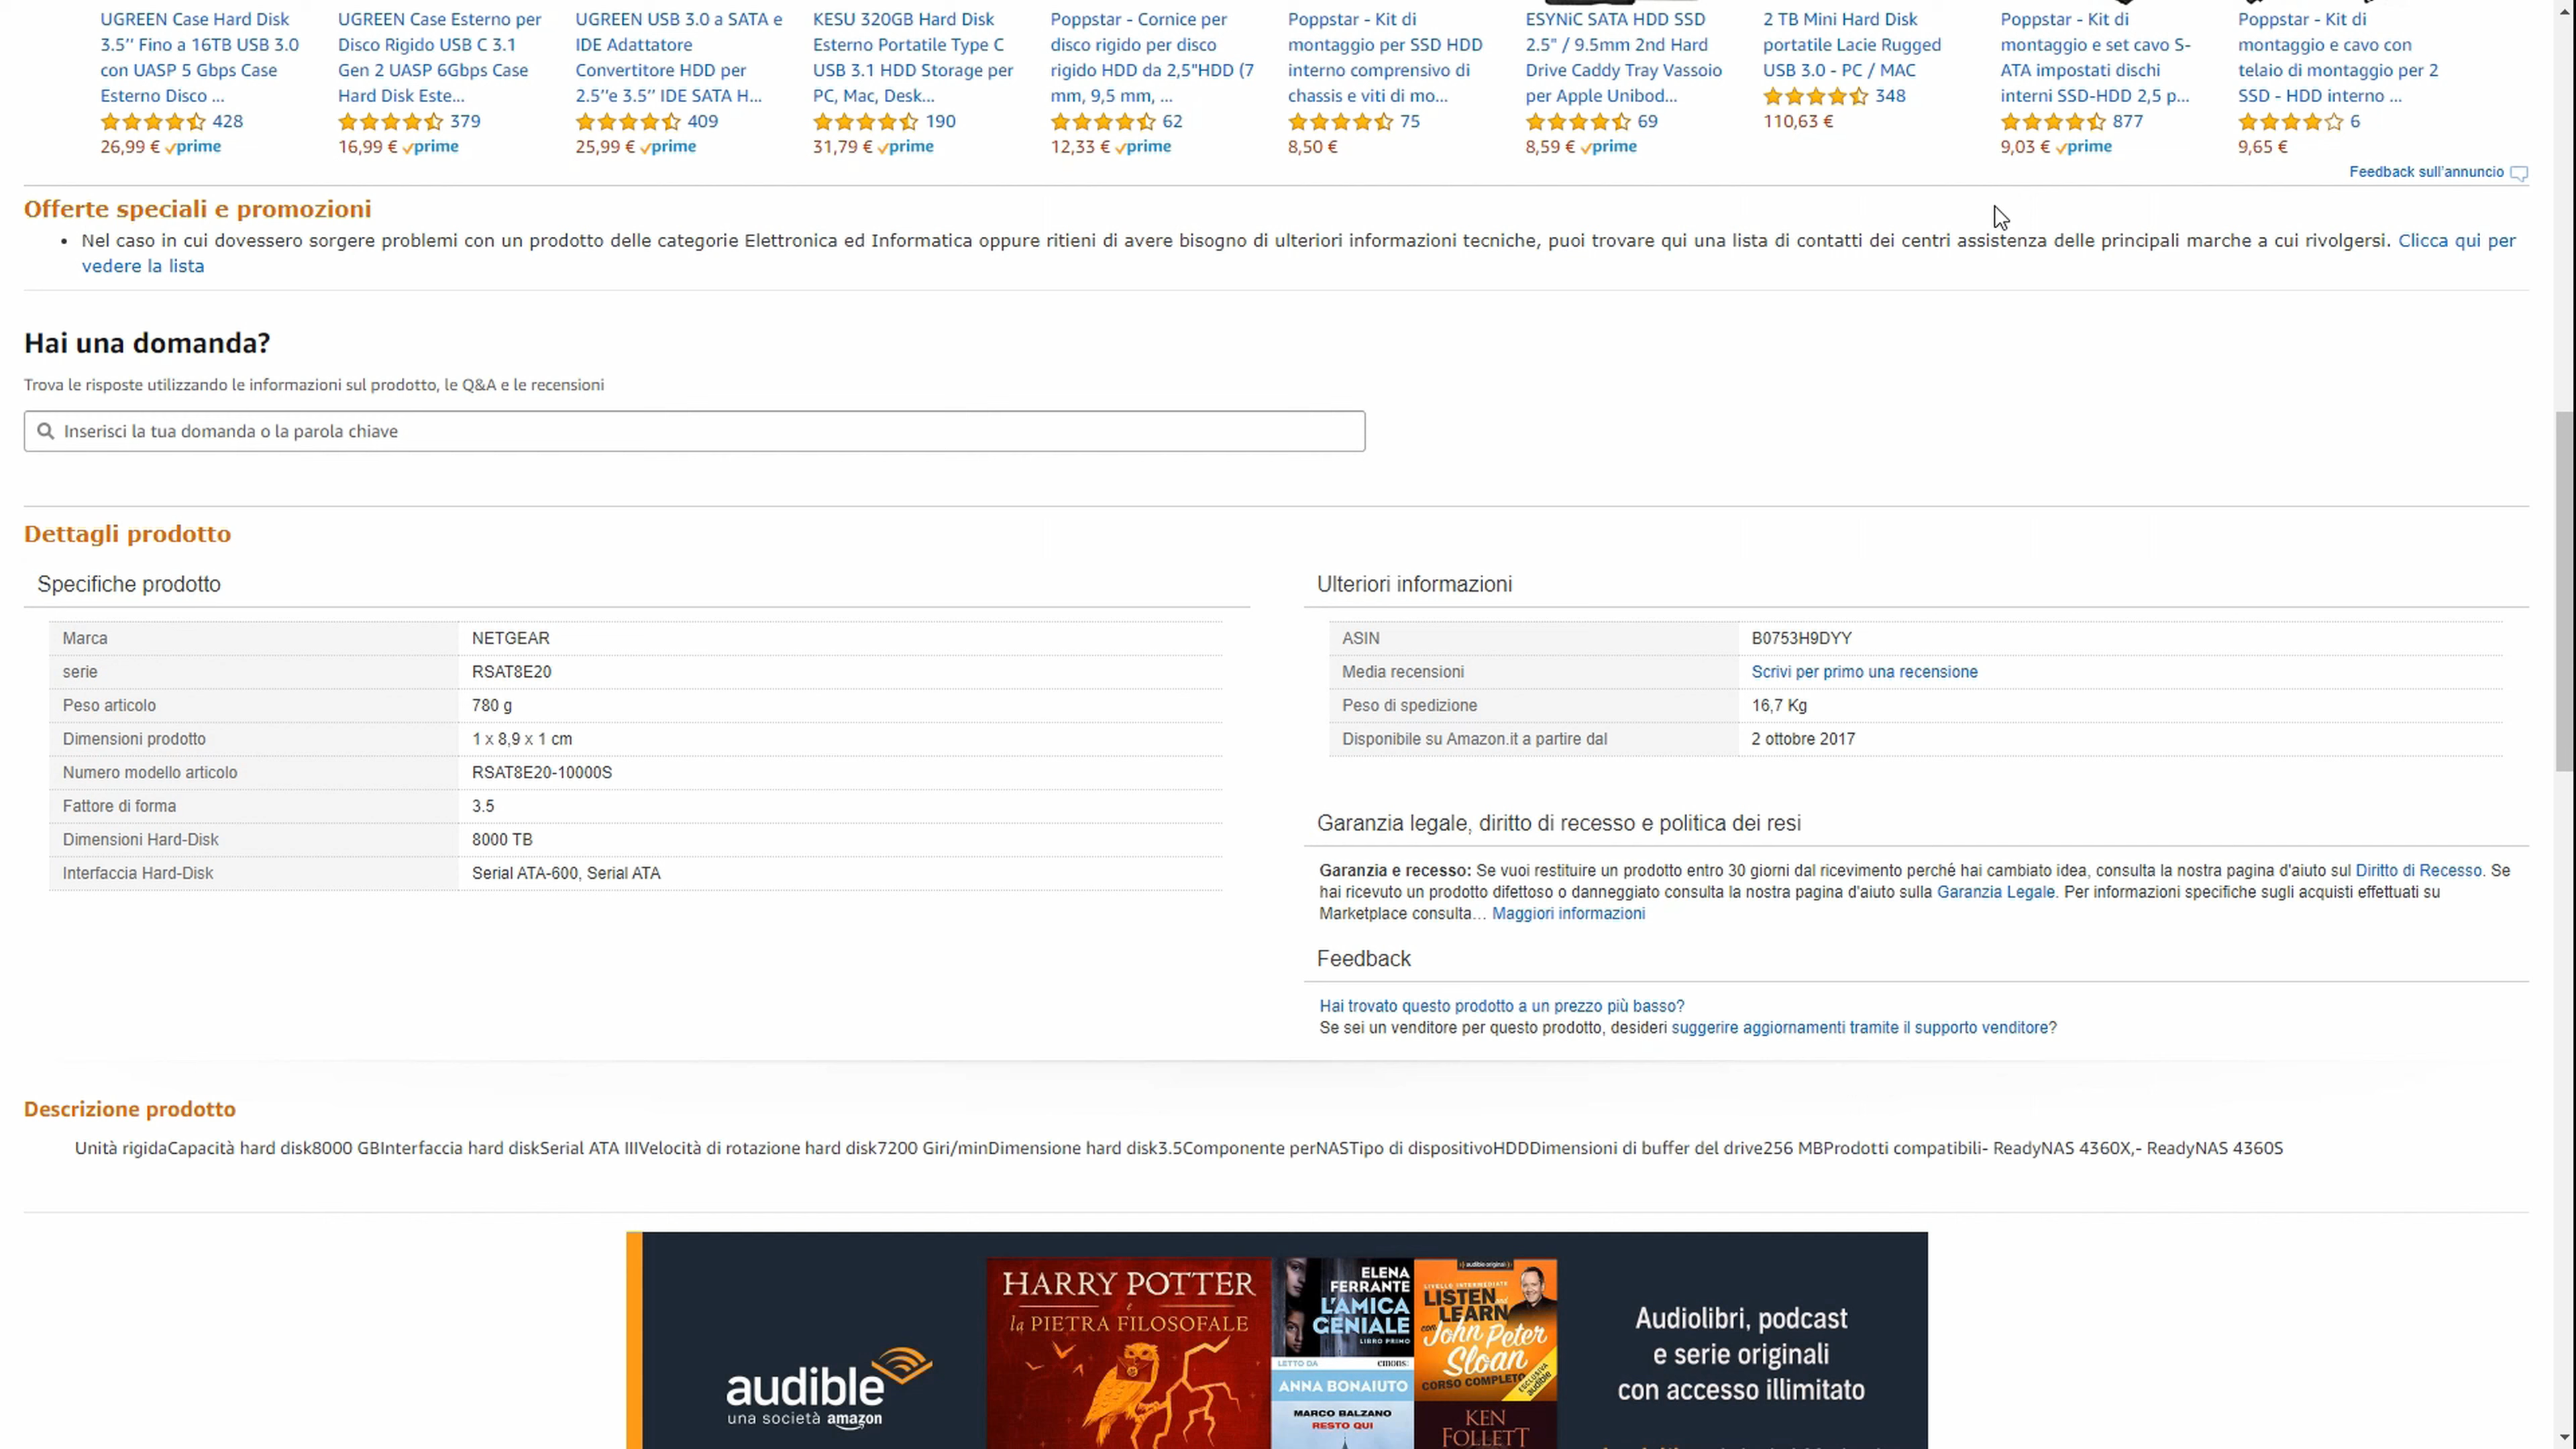 UGREEN Case Hard Disk
3.5’’ Fino a 16TB USB 3.0
con UASP 5 Gbps Case
Esterno Disco ...
428
26,99 € prime
UGREEN Case Esterno per
Disco Rigido USB C 3.1
Gen 2 UASP 6Gbps Case
Hard Disk Este...
379
16,99 € prime
UGREEN USB 3.0 a SATA e
IDE Adattatore
Convertitore HDD per
2.5’’e 3.5’’ IDE SATA H...
409
25,99 € prime
KESU 320GB Hard Disk
Esterno Portatile Type C
USB 3.1 HDD Storage per
PC, Mac, Desk...
190
31,79 € prime
Poppstar - Cornice per
disco rigido per disco
rigido HDD da 2,5"HDD (7
mm, 9,5 mm, ...
62
12,33 € prime
Poppstar - Kit di
montaggio per SSD HDD
interno comprensivo di
chassis e viti di mo...
75
8,50 €
ESYNiC SATA HDD SSD
2.5" / 9.5mm 2nd Hard
Drive Caddy Tray Vassoio
per Apple Unibod...
69
8,59 € prime
2 TB Mini Hard Disk
portatile Lacie Rugged
USB 3.0 - PC / MAC
348
110,63 €
Poppstar - Kit di
montaggio e set cavo S-
ATA impostati dischi
interni SSD-HDD 2,5 p...
877
9,03 € prime
Poppstar - Kit di
montaggio e cavo con
telaio di montaggio per 2
SSD - HDD interno ...
6
9,65 €
Feedback sull'annuncio
Offerte speciali e promozioni
• Nel caso in cui dovessero sorgere problemi con un prodotto delle categorie Elettronica ed Informatica oppure ritieni di avere bisogno di ulteriori informazioni tecniche, puoi trovare qui una lista di contatti dei centri assistenza delle principali marche a cui rivolgersi. Clicca qui per
vedere la lista
Hai una domanda?
Trova le risposte utilizzando le informazioni sul prodotto, le Q&A e le recensioni
Inserisci la tua domanda o la parola chiave
Dettagli prodotto
Specifiche prodotto
Marca NETGEAR
serie RSAT8E20
Peso articolo 780 g
Dimensioni prodotto 1 x 8,9 x 1 cm
Numero modello articolo RSAT8E20-10000S
Fattore di forma 3.5
Dimensioni Hard-Disk 8000 TB
Interfaccia Hard-Disk Serial ATA-600, Serial ATA
Ulteriori informazioni
ASIN B0753H9DYY
Media recensioni Scrivi per primo una recensione
Peso di spedizione 16,7 Kg
Disponibile su Amazon.it a partire dal 2 ottobre 2017
Garanzia legale, diritto di recesso e politica dei resi
Garanzia e recesso: Se vuoi restituire un prodotto entro 30 giorni dal ricevimento perché hai cambiato idea, consulta la nostra pagina d'aiuto sul Diritto di Recesso. Se
hai ricevuto un prodotto difettoso o danneggiato consulta la nostra pagina d'aiuto sulla Garanzia Legale. Per informazioni specifiche sugli acquisti effettuati su
Marketplace consulta... Maggiori informazioni
Feedback
Hai trovato questo prodotto a un prezzo più basso?
Se sei un venditore per questo prodotto, desideri suggerire aggiornamenti tramite il supporto venditore?
Descrizione prodotto
Unità rigidaCapacità hard disk8000 GBInterfaccia hard diskSerial ATA IIIVelocità di rotazione hard disk7200 Giri/minDimensione hard disk3.5Componente perNASTipo di dispositivoHDDDimensioni di buffer del drive256 MBProdotti compatibili- ReadyNAS 4360X,- ReadyNAS 4360S
audible
una società amazon
HARRY POTTER
e
la PIETRA FILOSOFALE
ELENA
FERRANTE
L'AMICA
GENIALE
LIBRO PRIMO
LETTO DA emons:
ANNA BONAIUTO
MARCO BALZANO
RESTO QUI
audible original
LIVELLO INTERMEDIATE
LISTEN
and LEARN
con John Peter
Sloan
CORSO COMPLETO
ESCLUSIVA
audible
KEN
FOLLETT
Audiolibri, podcast
e serie originali
con accesso illimitato